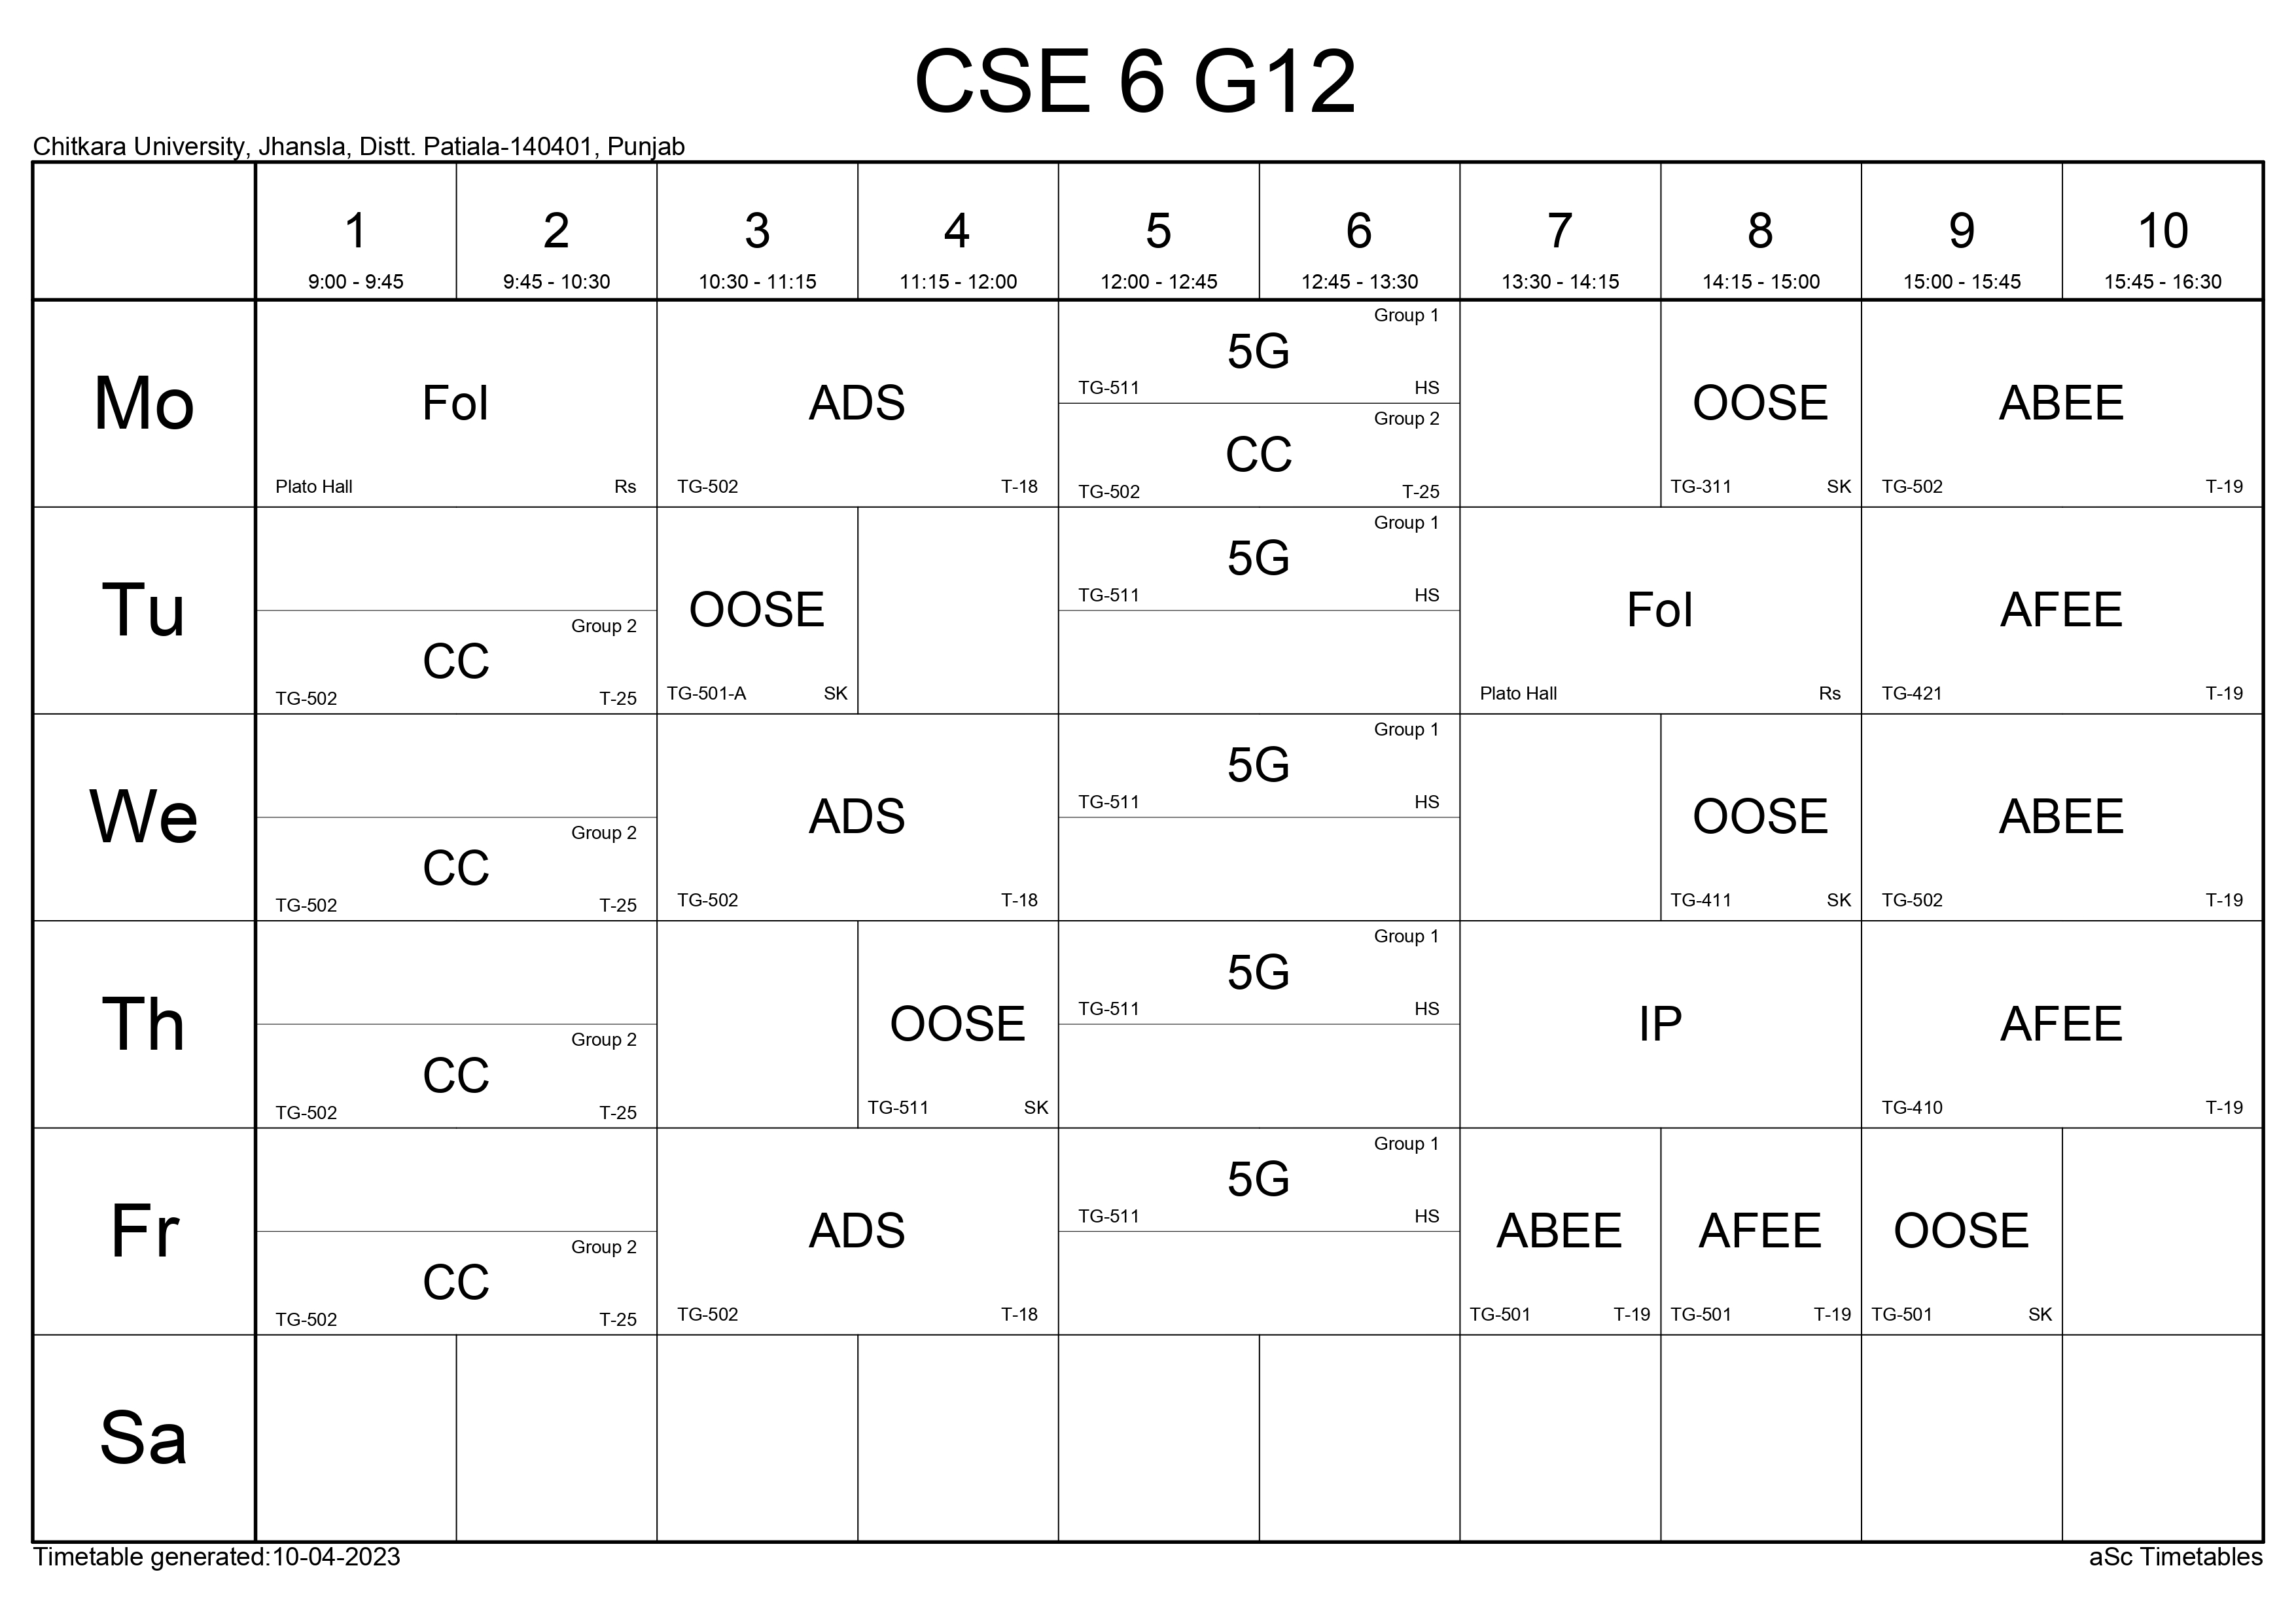 CSE 6 G12
Chitkara University, Jhansla, Distt. Patiala-140401, Punjab
1 2 3 4 5 6 7 8 9 10
9:00 - 9:45 9:45 - 10:30 10:30 - 11:15 11:15 - 12:00 12:00 - 12:45 12:45 - 13:30 13:30 - 14:15 14:15 - 15:00 15:00 - 15:45 15:45 - 16:30
Mo
FoI
Plato Hall Rs
ADS
TG-502 T-18
Group 1
5G
TG-511 HS
Group 2
CC
TG-502 T-25
OOSE
TG-311 SK
ABEE
TG-502 T-19
Tu
Group 2
CC
TG-502 T-25
OOSE
TG-501-A SK
Group 1
5G
TG-511 HS
FoI
Plato Hall Rs
AFEE
TG-421 T-19
We
Group 2
CC
TG-502 T-25
ADS
TG-502 T-18
Group 1
5G
TG-511 HS
OOSE
TG-411 SK
ABEE
TG-502 T-19
Th
Group 2
CC
TG-502 T-25
OOSE
TG-511 SK
Group 1
5G
TG-511 HS
IP
AFEE
TG-410 T-19
Fr
Group 2
CC
TG-502 T-25
ADS
TG-502 T-18
Group 1
5G
TG-511 HS
ABEE
TG-501 T-19
AFEE
TG-501 T-19
OOSE
TG-501 SK
Sa
Timetable generated:10-04-2023
aSc Timetables